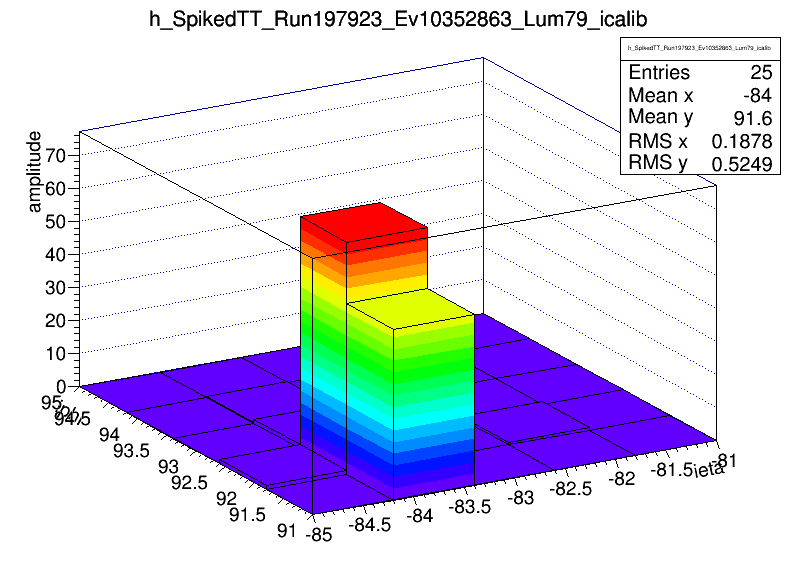 h_SpikedTT_Run197923_Ev10352863_Lum79_icalib
h_SpikedTT_Run197923_Ev10352863_Lum79_icalib
Entries 25
Mean x -84
Mean y 91.6
RMS x 0.1878
RMS y 0.5249
amplitude
70
60
50
40
30
20
10
0
95
94.5
94
93.5
93
92.5
92
91.5
91
-85
-84.5
-84
-83.5
-83
-82.5
-82
-81.5
-81
ieta